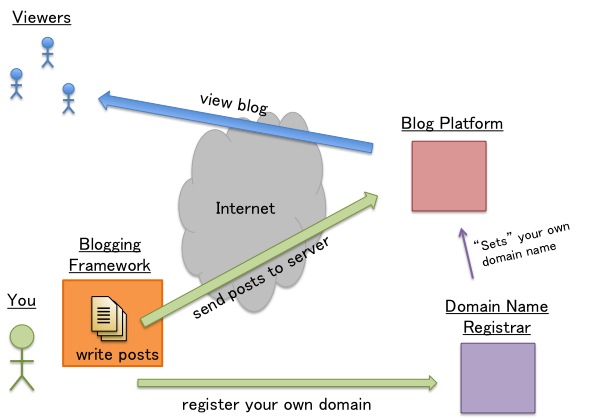 Viewers
view blog
Blog Platform
Internet
"Sets" your own
domain name
Blogging
Framework
send posts to server
You
write posts
Domain Name
Registrar
register your own domain